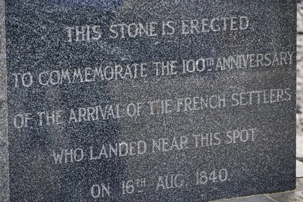 THIS STONE IS ERECTED
TO COMMEMORATE THE 100TH ANNIVERSARY
OF THE ARRIVAL OF THE FRENCH SETTLERS
WHO LANDED NEAR THIS SPOT
ON 16TH AUG. 1840.